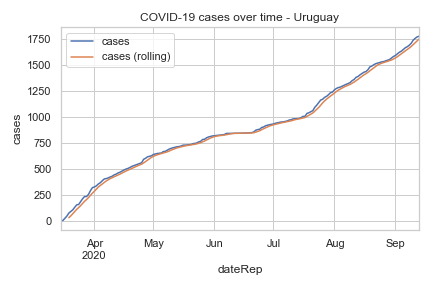 COVID-19 cases over time - Uruguay
cases
cases (rolling)
cases
1750
1500
1250
1000
750
500
250
0
Apr
2020
May
Jun
Jul
Aug
Sep
dateRep